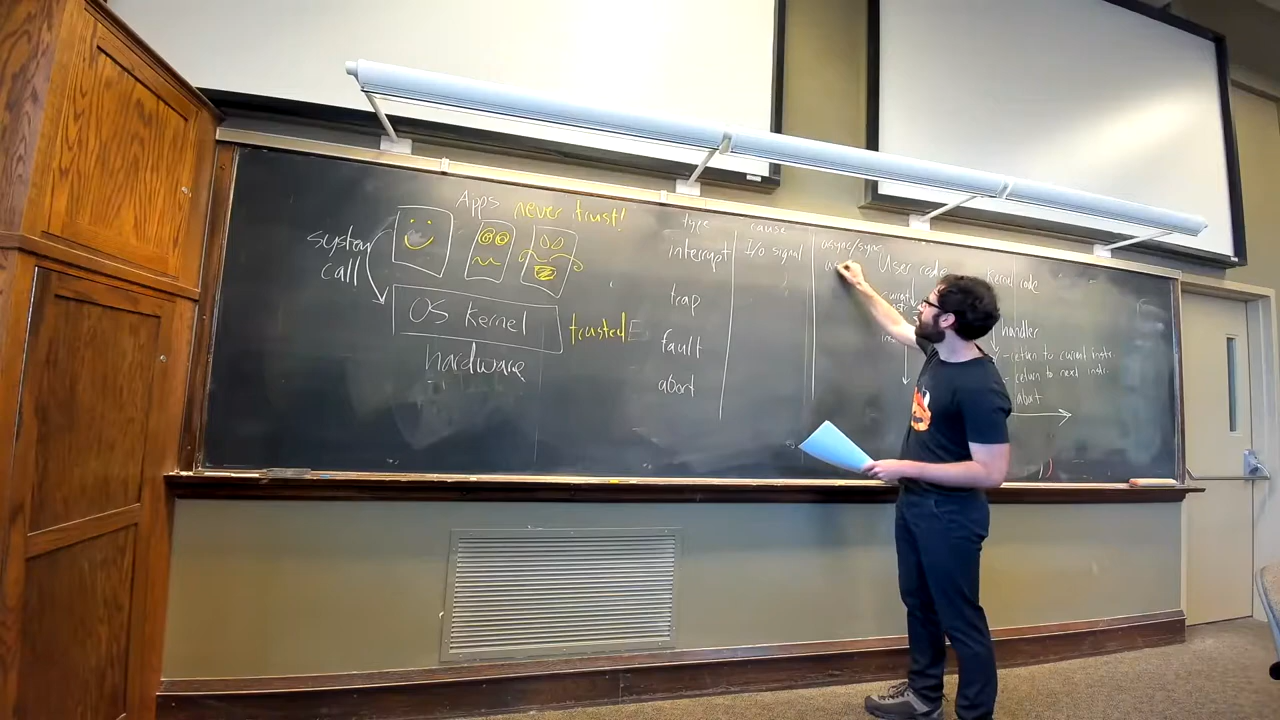 Apps never trust!
system
call
OS Kernel
trusted
hardware
type cause async/sync
interrupt I/O signal
trap
fault
abort
User code
Kernel code
handler
- return to current instr.
- return to next instr.
abort